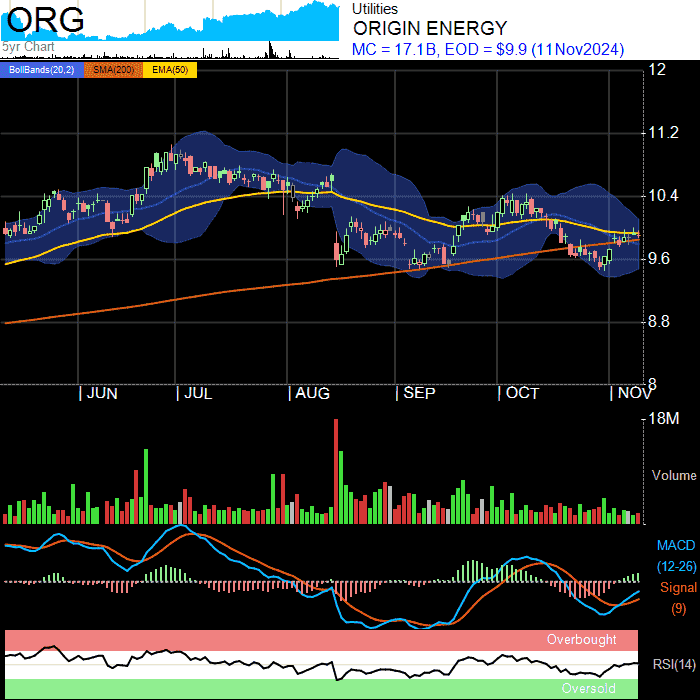 ORG
5yr Chart
Utilities
ORIGIN ENERGY
MC = 17.1B, EOD = $9.9 (11Nov2024)
BollBands(20,2) SMA(200) EMA(50)
12
11.2
10.4
9.6
8.8
8
| JUN | JUL | AUG | SEP | OCT | NOV
18M
Volume
MACD
(12-26)
Signal
(9)
Overbought
RSI(14)
Oversold